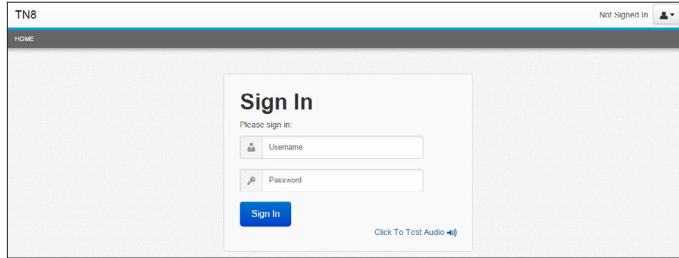 TN8
Not Signed In
HOME
Sign In
Please sign in:
Username
Password
Sign In
Click To Test Audio